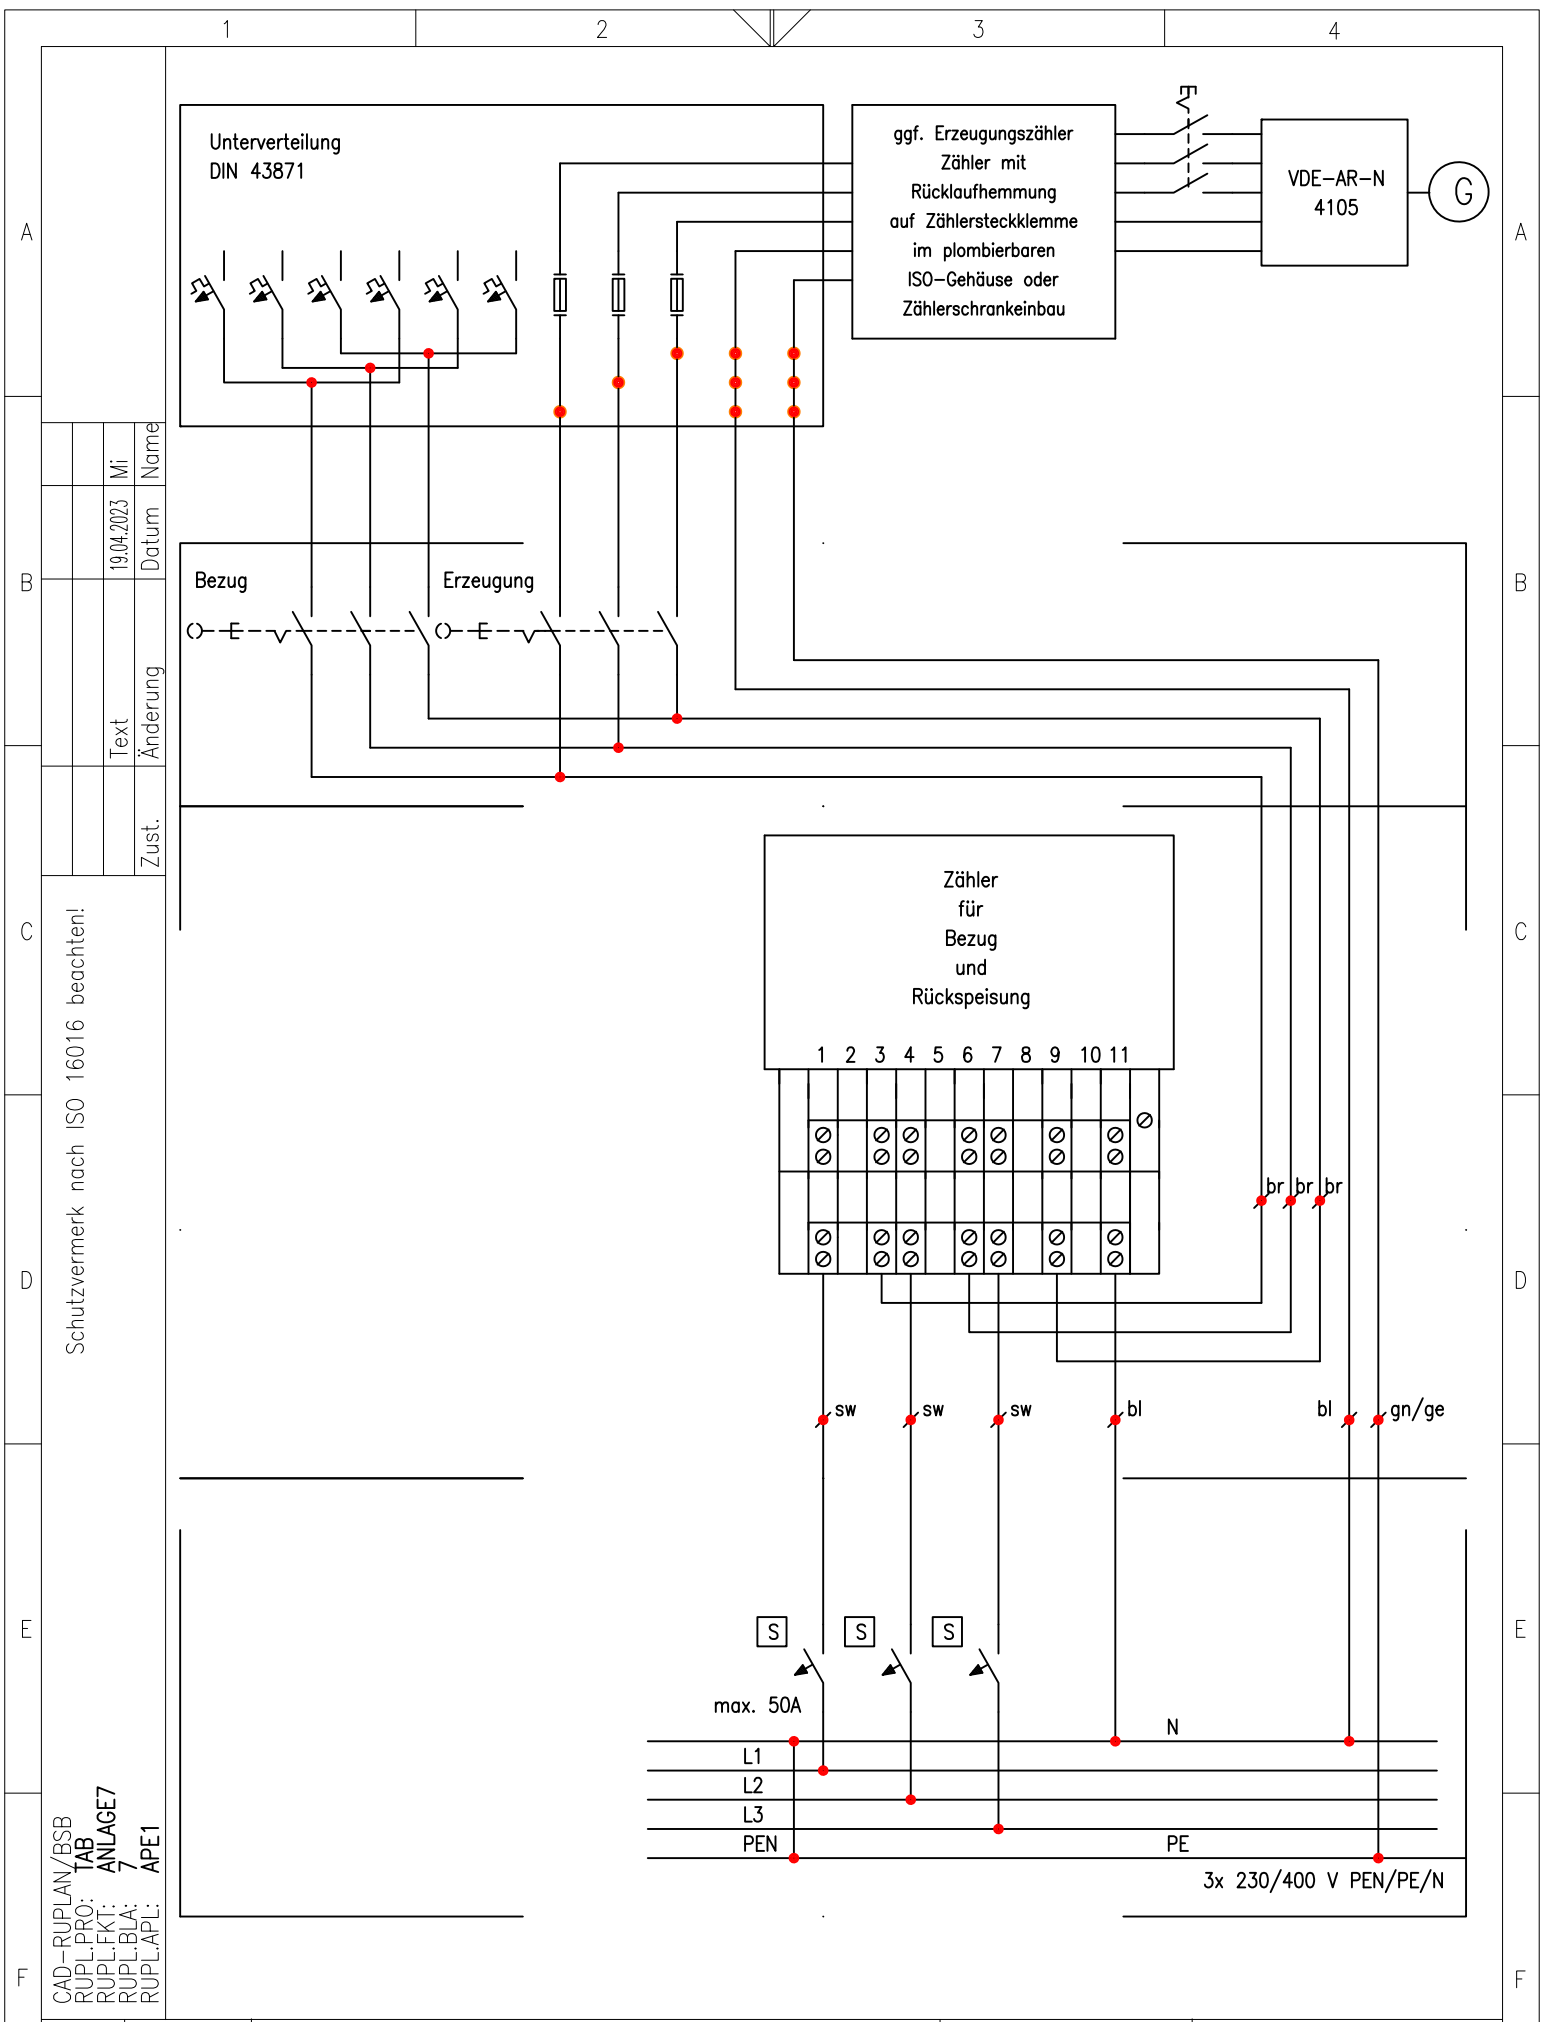 1 2 3 4
Unterverteilung
DIN 43871
ggf. Erzeugungszähler
Zähler mit
Rücklaufhemmung
auf Zählersteckklemme
im plombierbaren
ISO-Gehäuse oder
Zählerschrankeinbau
VDE-AR-N
4105
G
A A
B B
Bezug
Erzeugung
E E E
Zust. Änderung Datum Name
Text 19.04.2023 Mi
C C
Zähler
für
Bezug
und
Rückspeisung
1 2 3 4 5 6 7 8 9 10 11
Schutzvermerk nach ISO 16016 beachten!
br br br
D D
sw sw sw bl bl gn/ge
E E
S S S
max. 50A
N
L1
L2
L3
PEN PE
3x 230/400 V PEN/PE/N
CAD-RUPLAN/BSB
RUPL.PRO: TAB
RUPL.FKT: ANLAGE7
RUPL.BLA: 7
RUPL.APL: APE1
F F